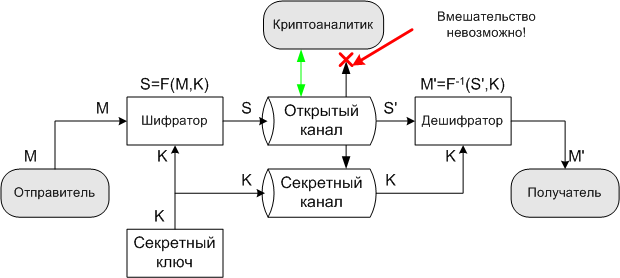 Криптоаналитик
Вмешательство
невозможно!
S=F(M,K)
M'=F-1(S',K)
M
Шифратор
S
Открытый
канал
S'
Дешифратор
M
K
K
M'
Отправитель
K
Секретный
канал
K
Получатель
K
Секретный
ключ